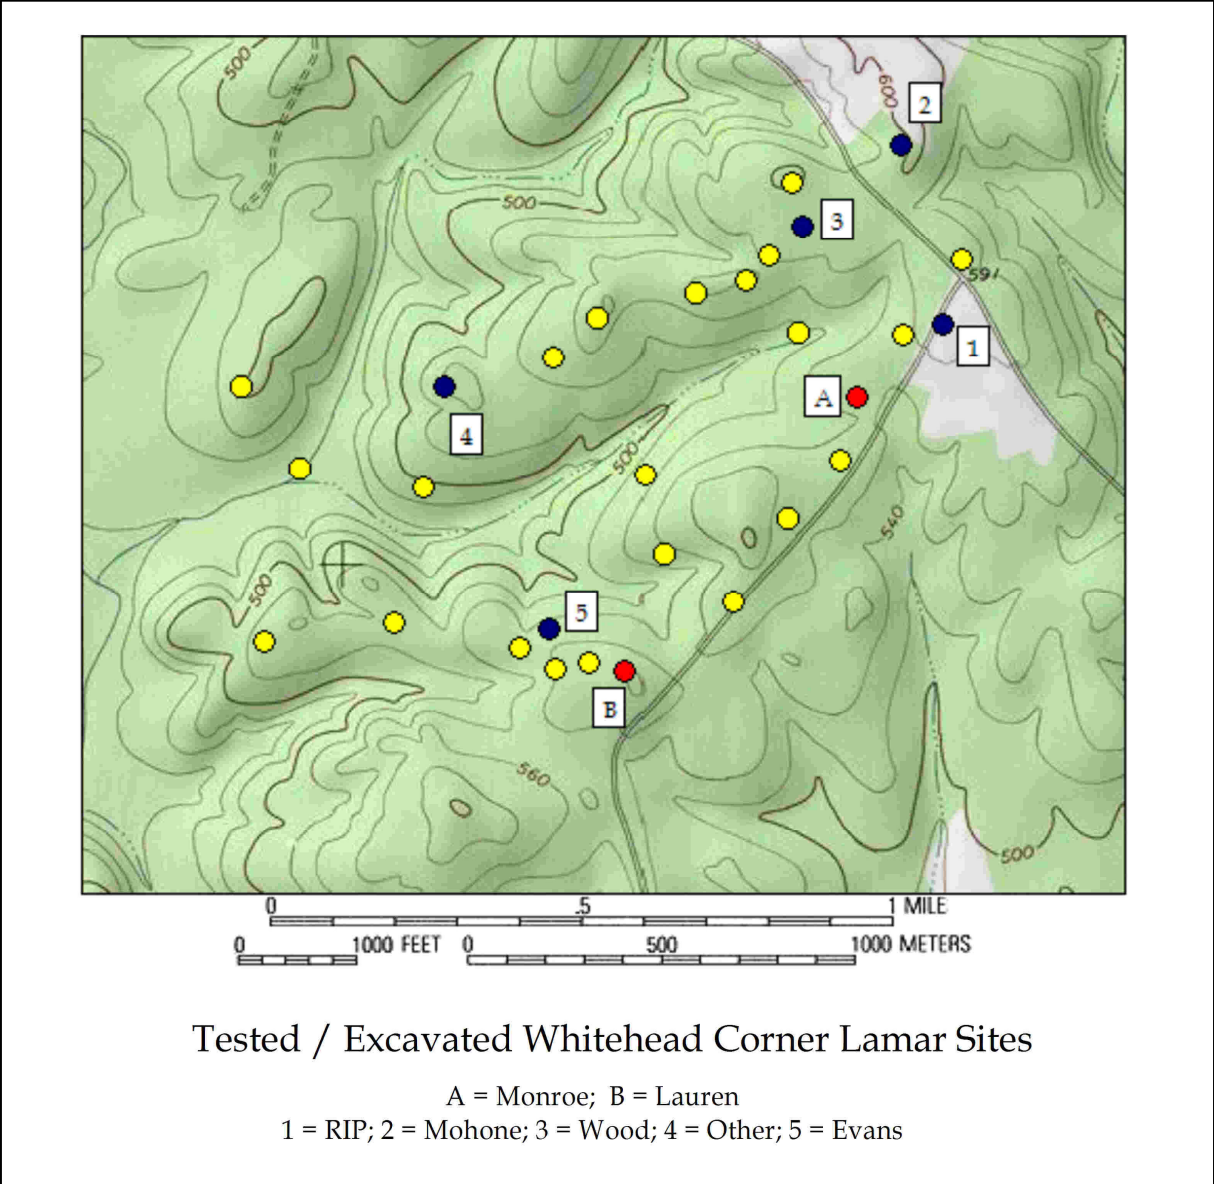 500
600
2
500
3
591
1
A
4
500
540
500
5
B
560
500
0 .5 1 MILE
0 1000 FEET 0 500 1000 METERS
Tested / Excavated Whitehead Corner Lamar Sites
A = Monroe; B = Lauren
1 = RIP; 2 = Mohone; 3 = Wood; 4 = Other; 5 = Evans